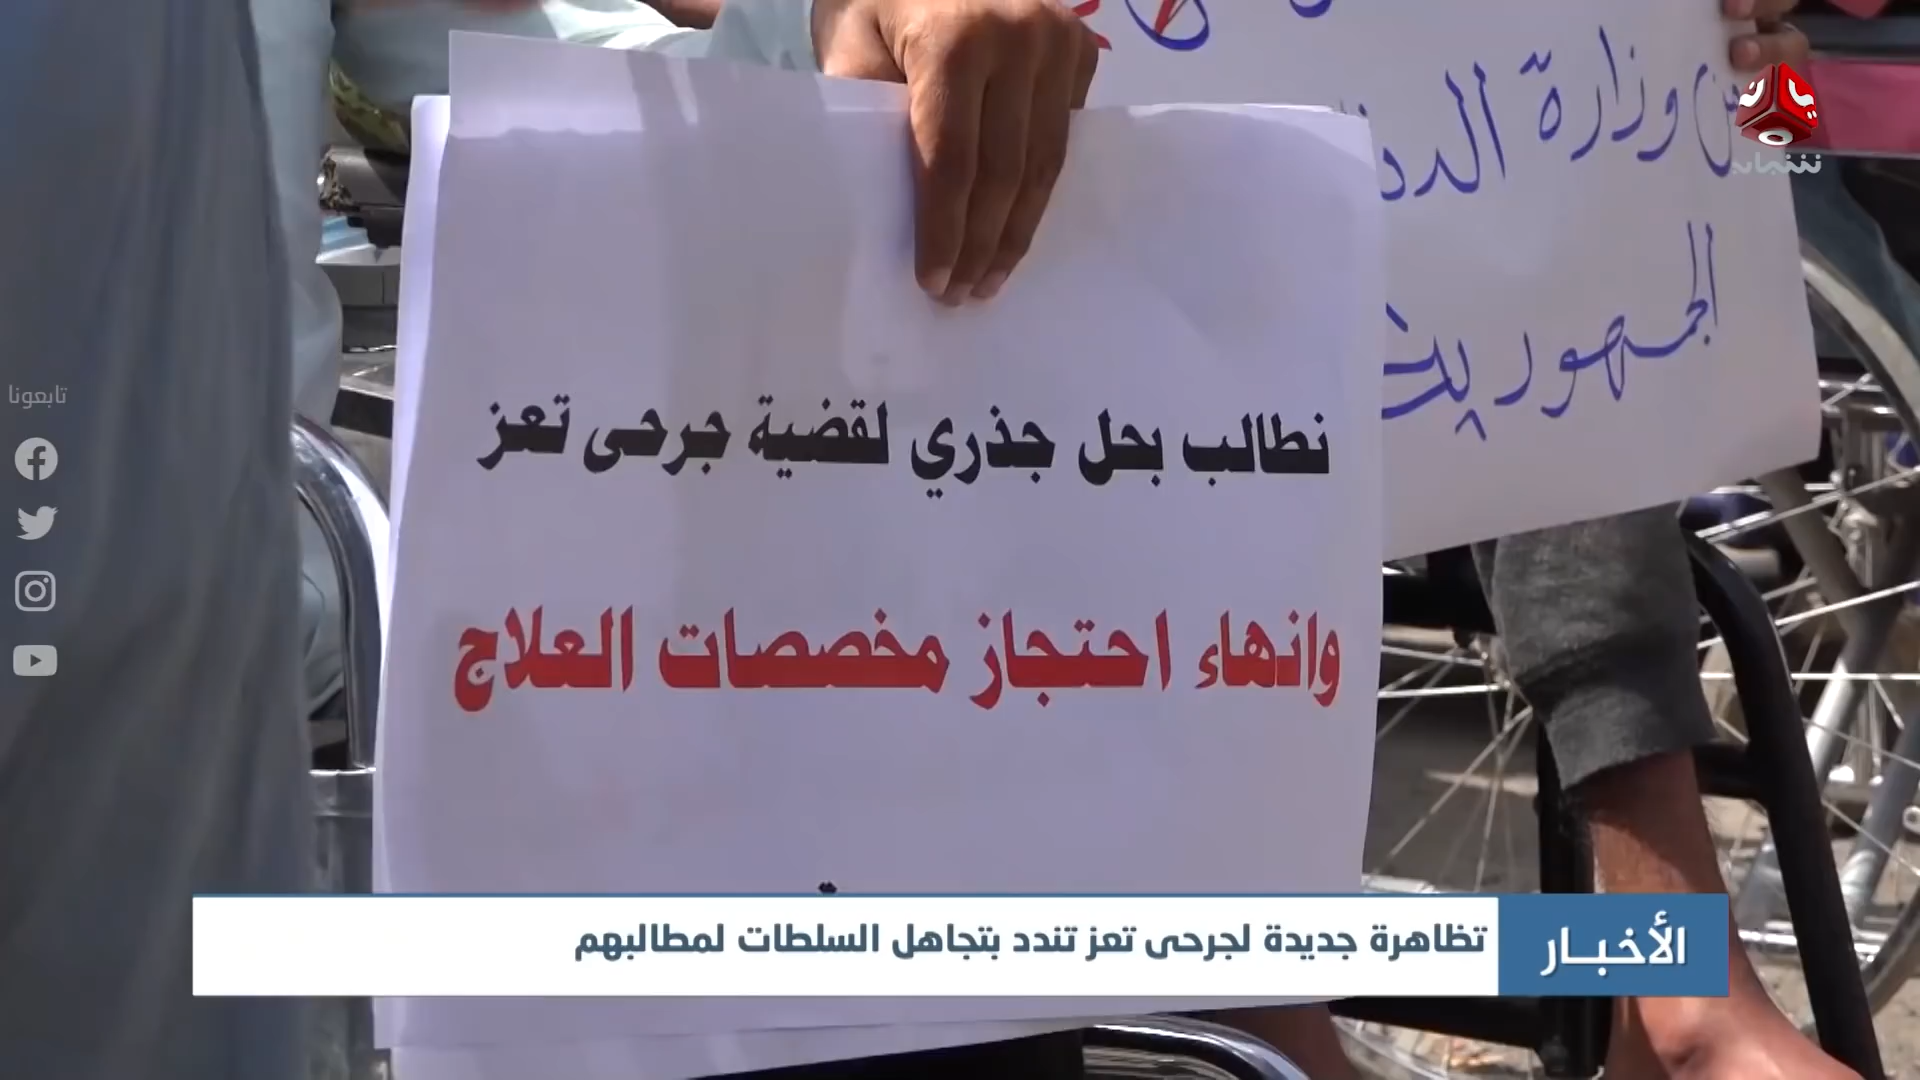 نطالب بحل جذري لقضية جرحى تعز
وانهاء احتجاز مخصصات العلاج
وزارة
الجمهورية
تابعونا
الأخبار
تظاهرة جديدة لجرحى تعز تندد بتجاهل السلطات لمطالبهم